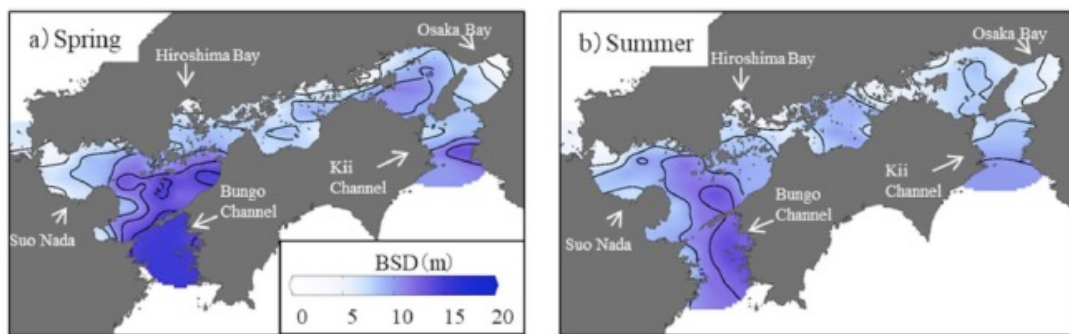 a) Spring
Hiroshima Bay
Osaka Bay
Kii
Channel
Bungo
Channel
Suo Nada
BSD(m)
0 5 10 15 20
b) Summer
Hiroshima Bay
Osaka Bay
Kii
Channel
Bungo
Channel
Suo Nada